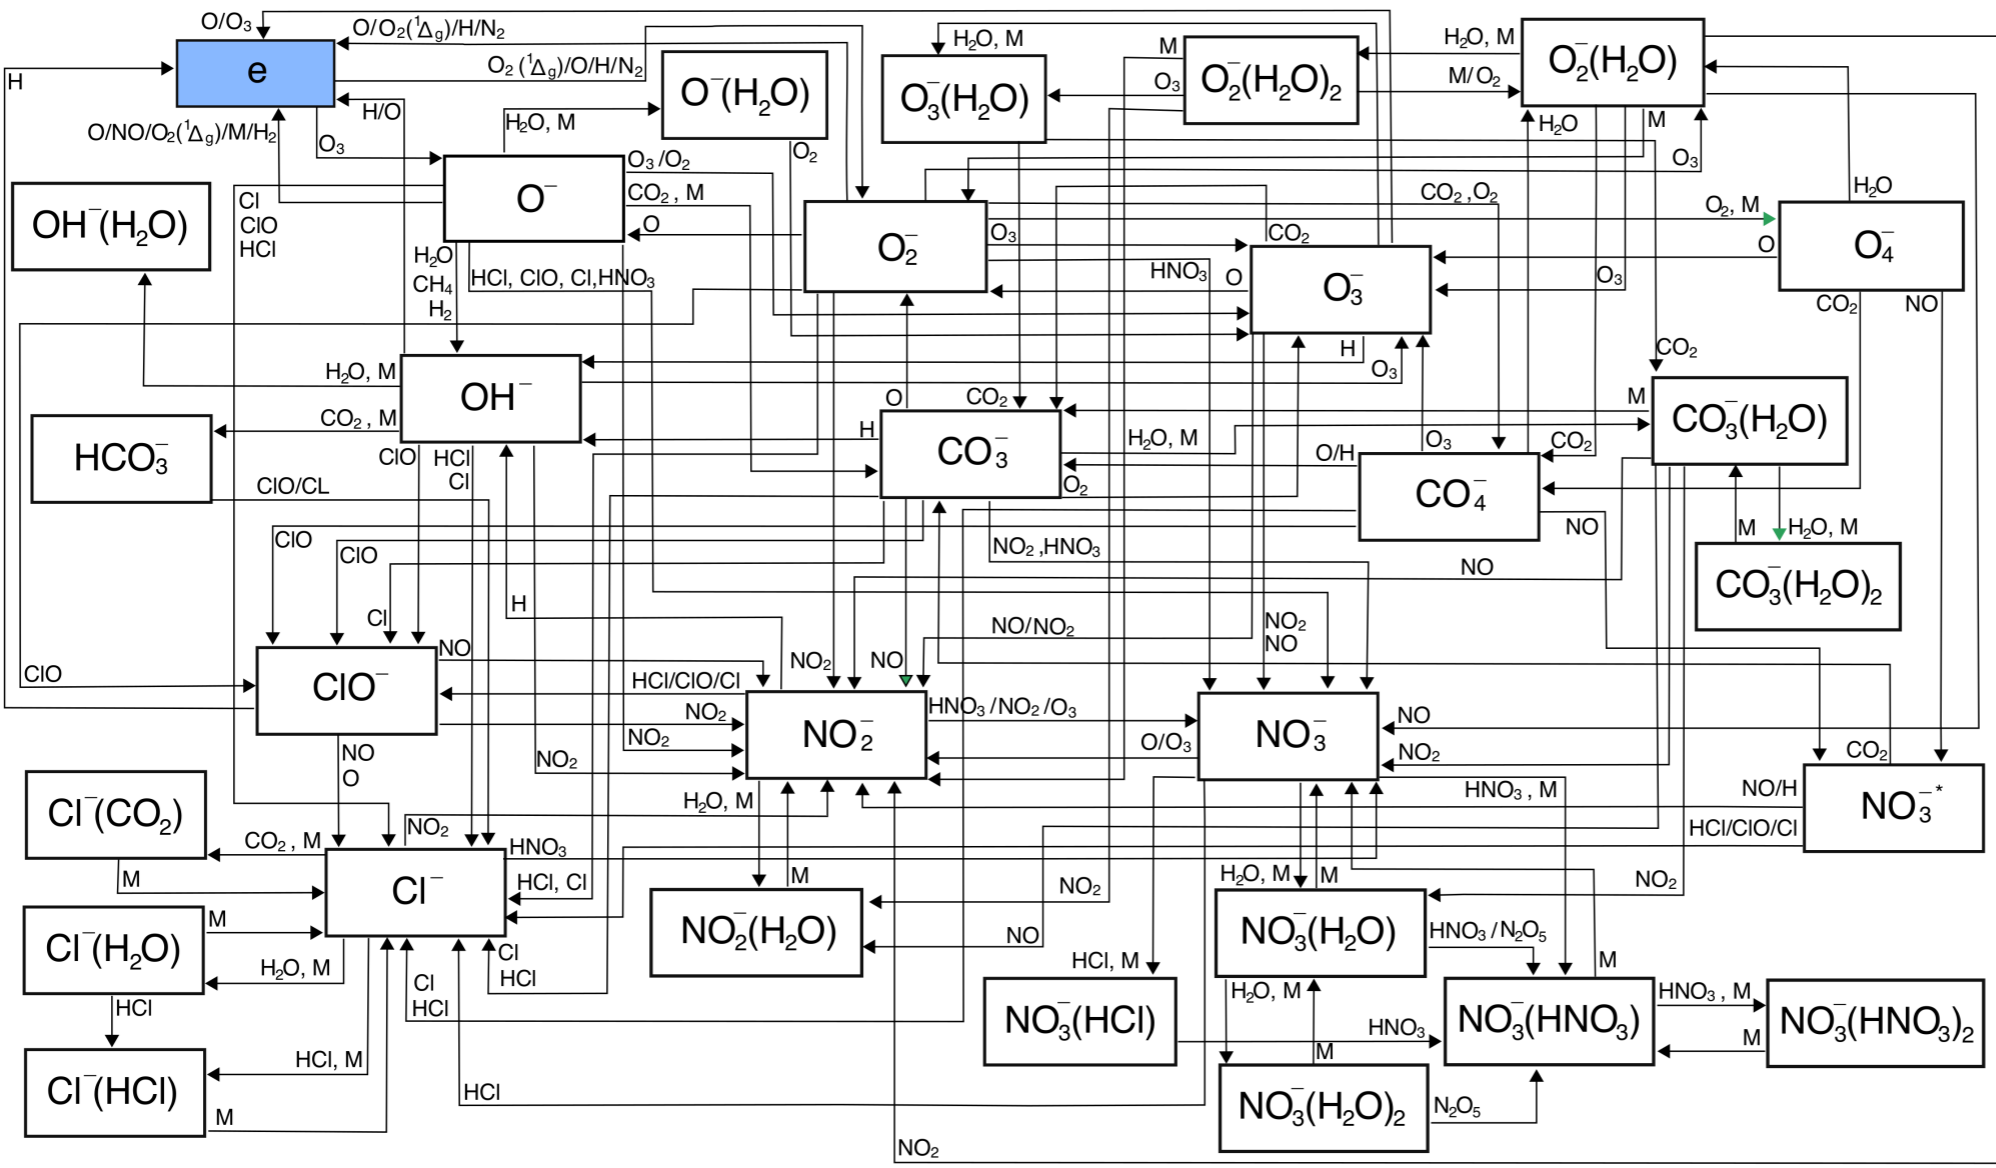 O/O₃
O/O₂(¹Δg)/H/N₂
O₂ (¹Δg)/O/H/N₂
e
H
H/O
O/NO/O₂(¹Δg)/M/H₂
O₃
H₂O, M
O⁻(H₂O)
O₂
H₂O, M
O₃⁻(H₂O)
M
O₃
O₂⁻(H₂O)₂
H₂O, M
M/O₂
O₂⁻(H₂O)
H₂O
M
O₃
OH⁻(H₂O)
Cl
ClO
HCl
O⁻
O₃/O₂
CO₂, M
O
H₂O
CH₄
H₂
HCl, ClO, Cl,HNO₃
O₂⁻
O₃
HNO₃
CO₂
CO₂,O₂
O
O₃⁻
O₂, M
O
H₂O
O₄⁻
O₃
CO₂
NO
H
O₃
CO₂
H₂O, M
CO₂, M
OH⁻
HCO₃⁻
ClO/CL
ClO
HCl
Cl
H
O
CO₂
CO₃⁻
H₂O, M
O₂
O/H
O₃
CO₂
CO₄⁻
M
CO₃⁻(H₂O)
NO
M
H₂O, M
CO₃⁻(H₂O)₂
ClO
ClO
NO₂,HNO₃
NO
Cl
H
NO/NO₂
NO₂
NO
ClO
ClO⁻
NO
HCl/ClO/Cl
NO₂
NO₂
NO₂
NO₂
NO
NO₂⁻
HNO₃/NO₂/O₃
O/O₃
NO₃⁻
NO
NO₂
CO₂
NO₃⁻*
NO/H
HCl/ClO/Cl
NO
O
Cl⁻(CO₂)
CO₂, M
M
NO₂
HNO₃
Cl⁻
HCl, Cl
H₂O, M
M
NO₂⁻(H₂O)
NO₂
NO
HNO₃, M
H₂O, M
M
NO₂
NO₃⁻(H₂O)
HNO₃/N₂O₅
M
Cl⁻(H₂O)
M
H₂O, M
HCl
Cl
HCl
Cl
HCl
HCl, M
NO₃⁻(HCl)
HNO₃
H₂O, M
M
NO₃⁻(HNO₃)
HNO₃, M
M
NO₃⁻(HNO₃)₂
Cl⁻(HCl)
HCl, M
M
HCl
NO₃⁻(H₂O)₂
N₂O₅
NO₂